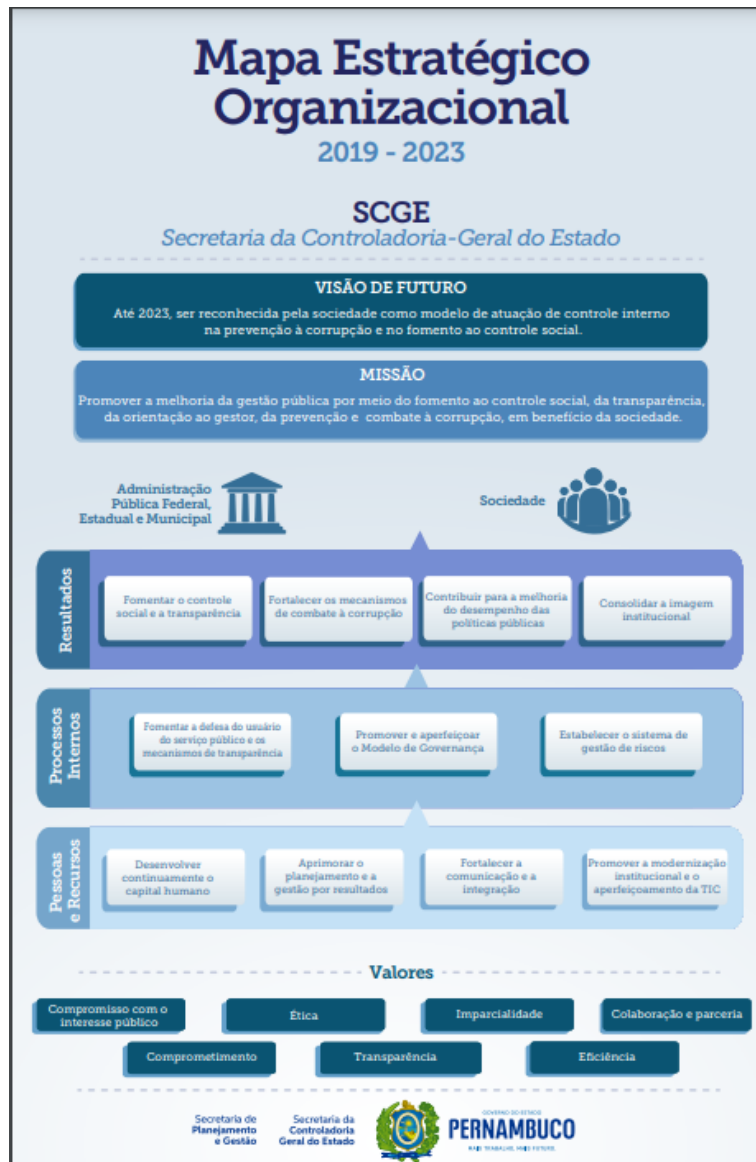 Mapa Estratégico
Organizacional
2019 - 2023
SCGE
Secretaria da Controladoria-Geral do Estado
VISÃO DE FUTURO
Até 2023, ser reconhecida pela sociedade como modelo de atuação de controle interno
na prevenção à corrupção e no fomento ao controle social.
MISSÃO
Promover a melhoria da gestão pública por meio do fomento ao controle social, da transparência,
da orientação ao gestor, da prevenção e combate à corrupção, em benefício da sociedade.
Administração
Pública Federal,
Estadual e Municipal
Sociedade
Resultados
Fomentar o controle
social e a transparência
Fortalecer os mecanismos
de combate à corrupção
Contribuir para a melhoria
do desempenho das
políticas públicas
Consolidar a imagem
institucional
Processos
Internos
Fomentar a defesa do usuário
do serviço público e os
mecanismos de transparência
Promover e aperfeiçoar
o Modelo de Governança
Estabelecer o sistema de
gestão de riscos
Pessoas
e Recursos
Desenvolver
continuamente o
capital humano
Aprimorar o
planejamento e a
gestão por resultados
Fortalecer a
comunicação e a
integração
Promover a modernização
institucional e o
aperfeiçoamento da TIC
Valores
Compromisso com o
interesse público
Ética
Imparcialidade
Colaboração e parceria
Comprometimento
Transparência
Eficiência
Secretaria de
Planejamento
e Gestão
Secretaria da
Controladoria
Geral do Estado
GOVERNO DO ESTADO
PERNAMBUCO
MAIS TRABALHO, MAIS FUTURO.